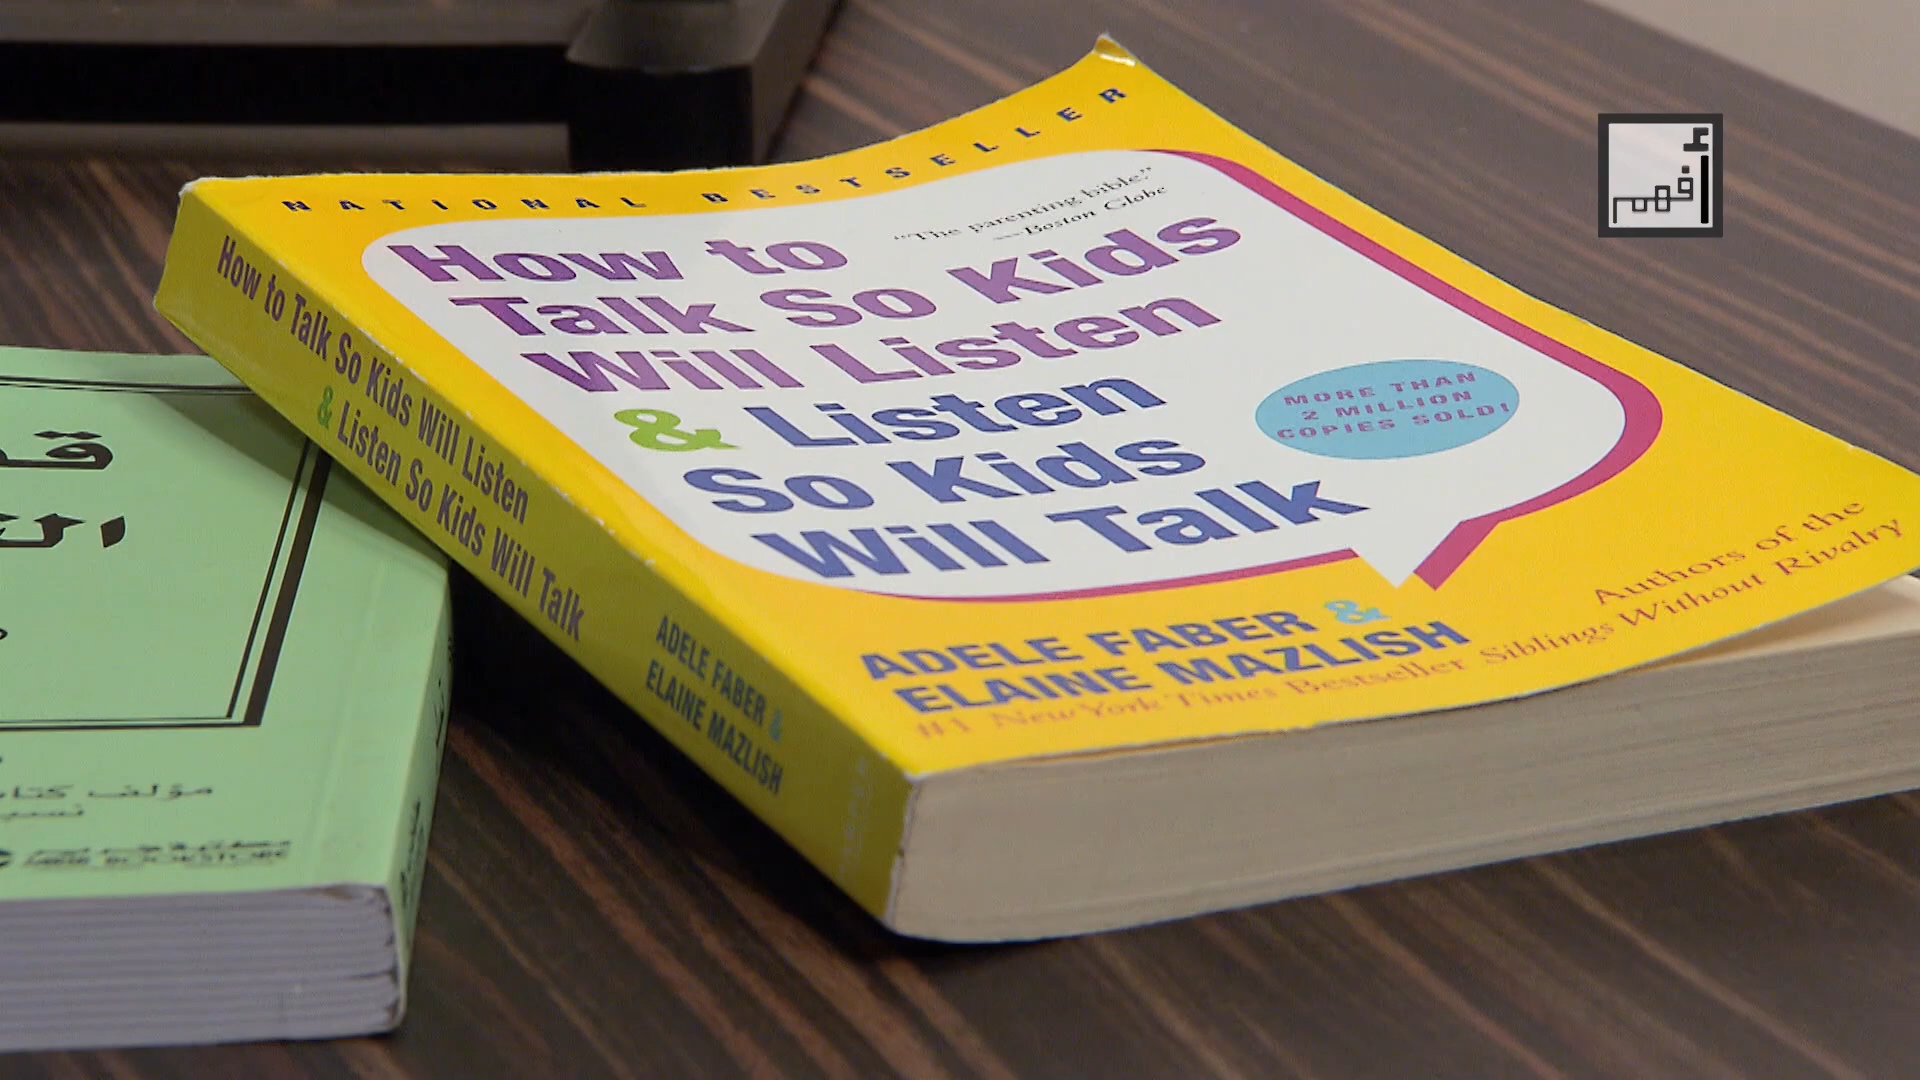 NATIONAL BESTSELLER
"The parenting bible."
—Boston Globe
How to
Talk So Kids
Will Listen
& Listen
So Kids
Will Talk
MORE THAN
2 MILLION
COPIES SOLD!
ADELE FABER &
ELAINE MAZLISH
Authors of the
#1 New York Times Bestseller Siblings Without Rivalry
How to Talk So Kids Will Listen
& Listen So Kids Will Talk
ADELE FABER &
ELAINE MAZLISH
مؤلف
BOOKSTORE
أفهم